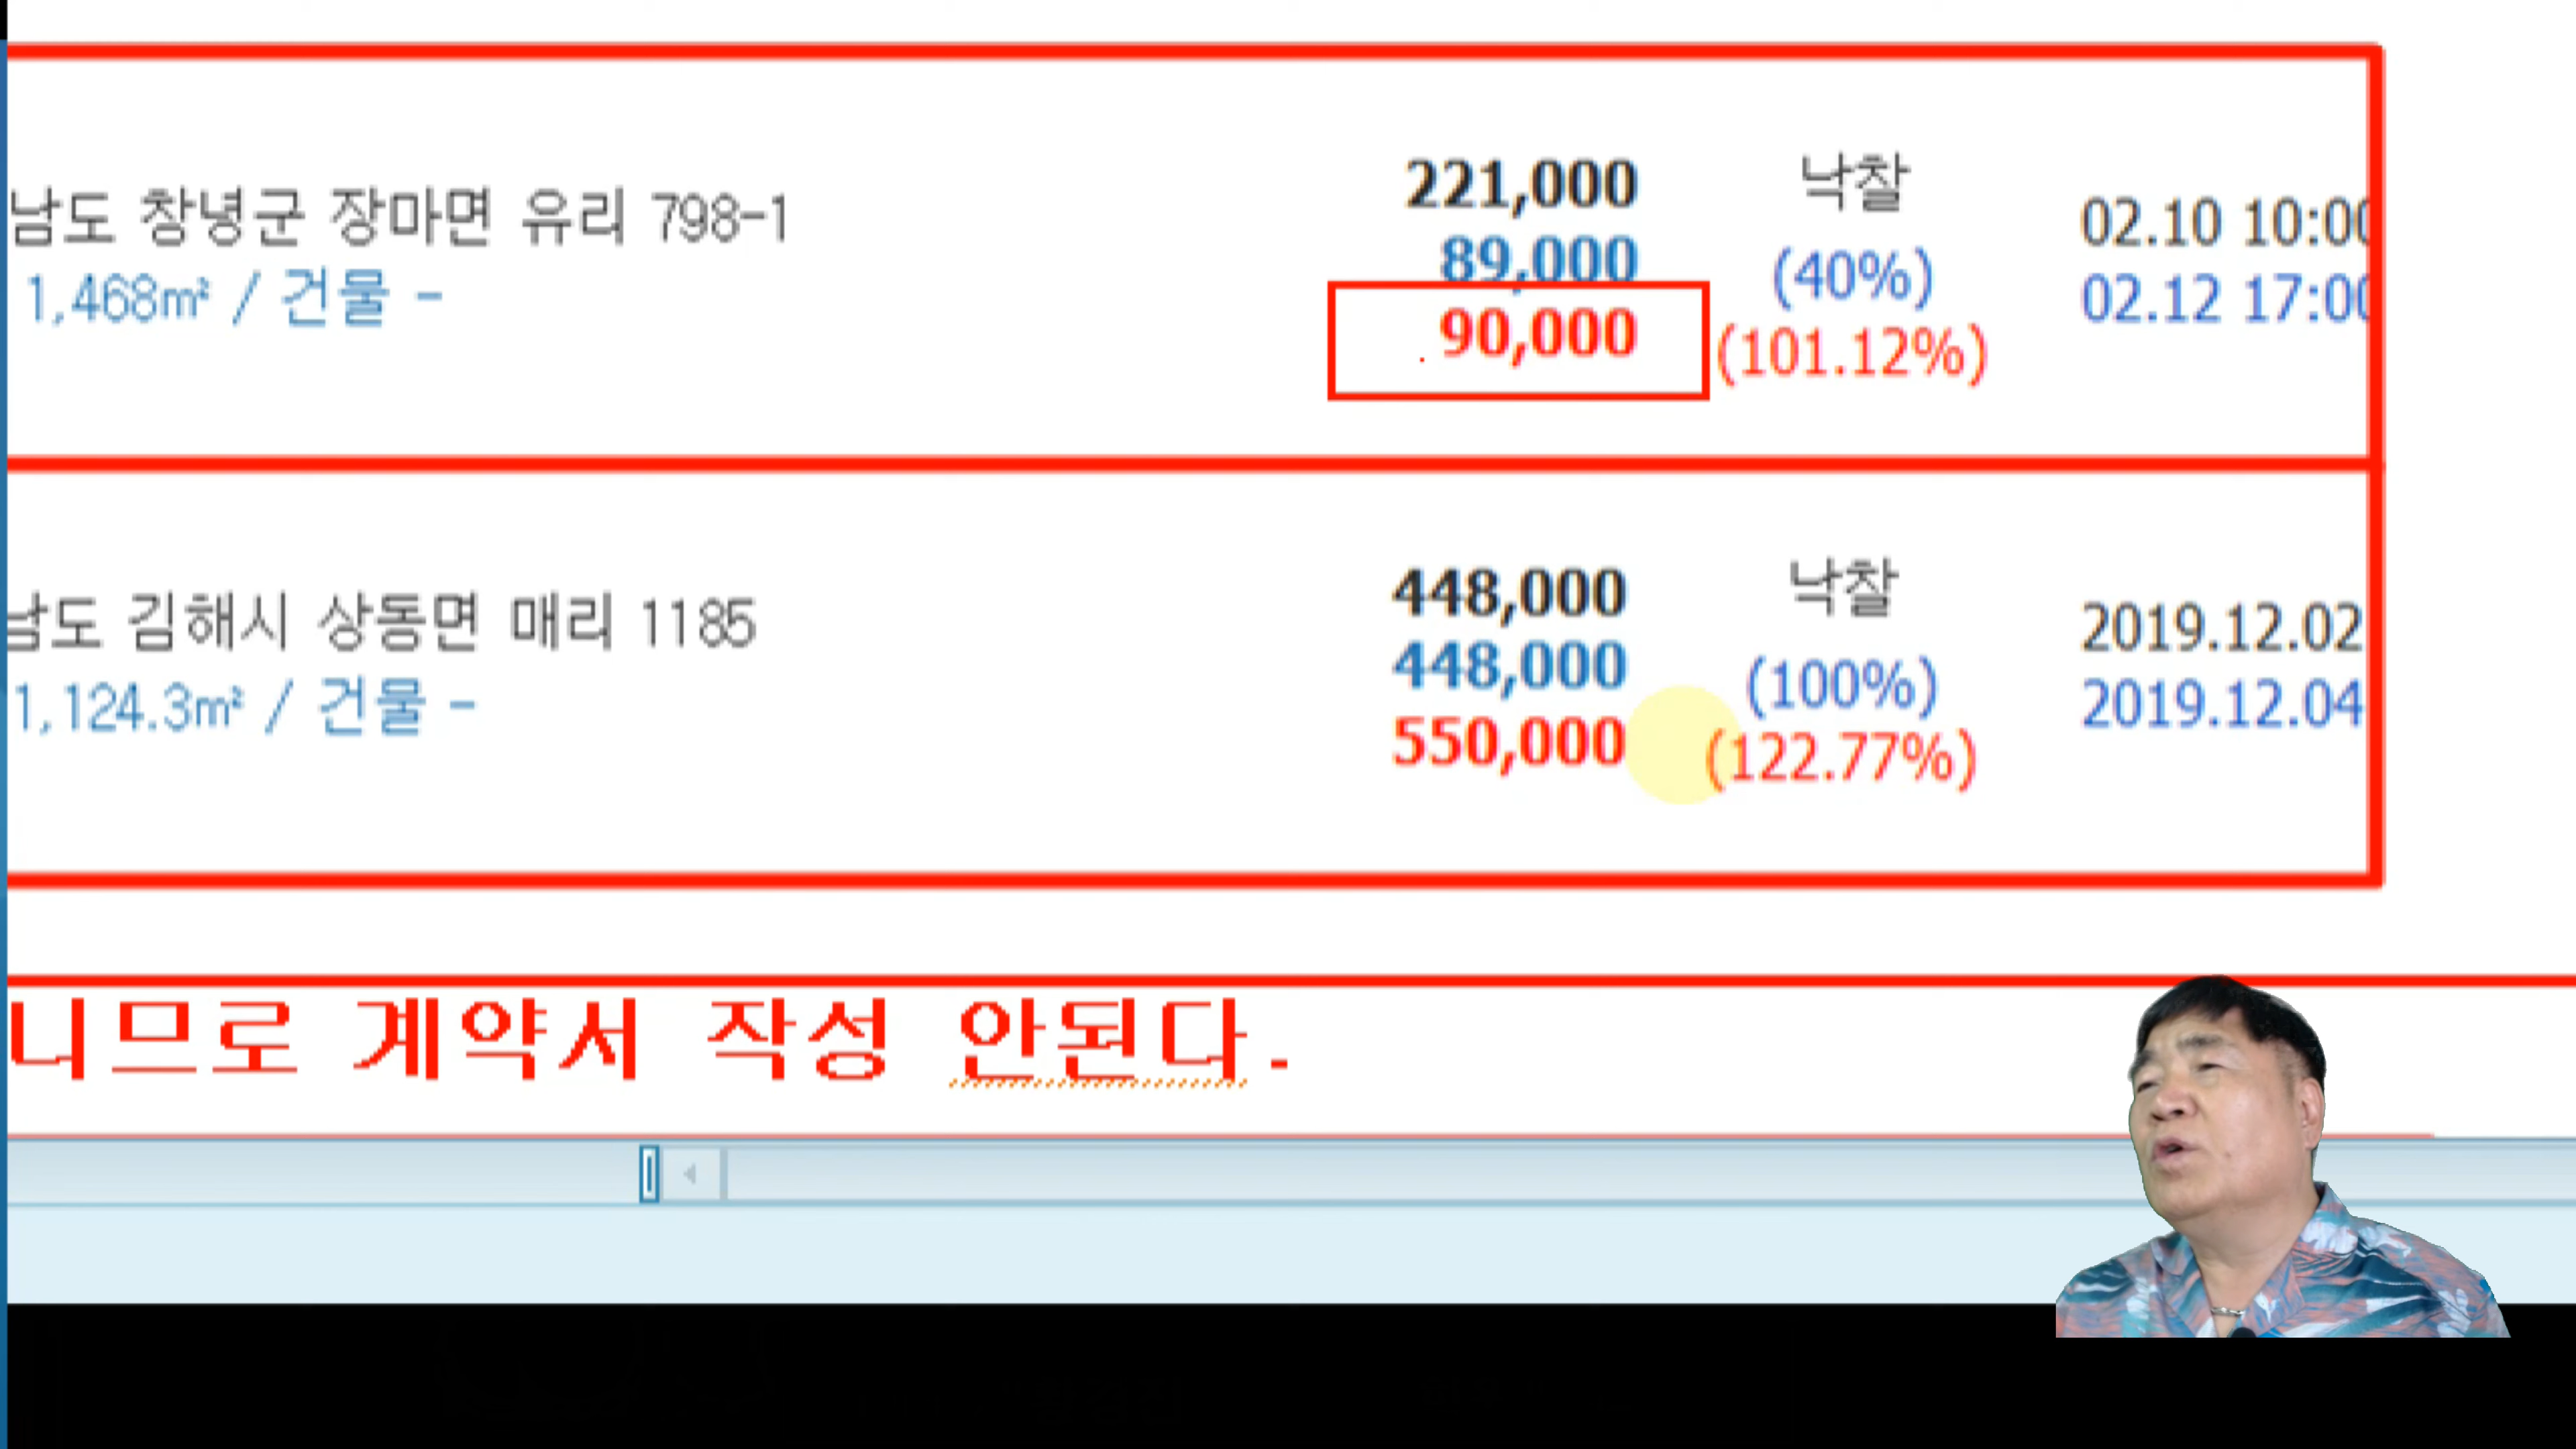 남도 창녕군 장마면 유리 798-1
1,468㎡ / 건물 -
221,000
89,000
90,000
낙찰
(40%)
(101.12%)
02.10 10:00
02.12 17:00
남도 김해시 상동면 매리 1185
1,124.3㎡ / 건물 -
448,000
448,000
550,000
낙찰
(100%)
(122.77%)
2019.12.02
2019.12.04
니므로 계약서 작성 안된다.